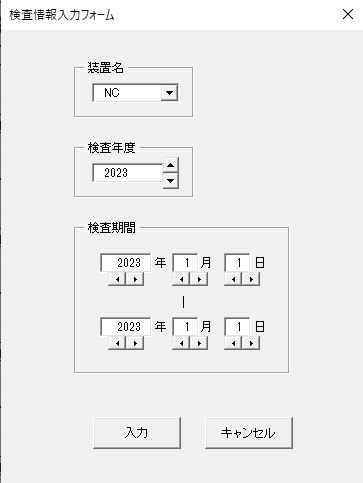 検査情報入力フォーム
装置名
NC
検査年度
2023
検査期間
2023 年 1 月 1 日
|
2023 年 1 月 1 日
入力 キャンセル